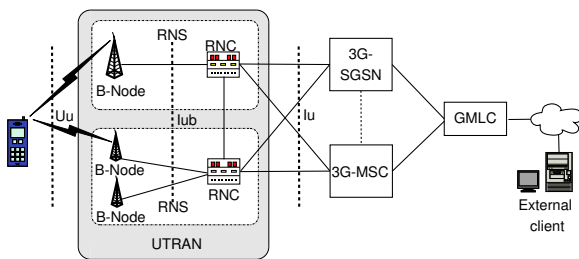 RNS
RNC
B-Node
Uu
Iub
Iu
3G-
SGSN
GMLC
B-Node
B-Node
RNS
RNC
3G-MSC
UTRAN
External
client